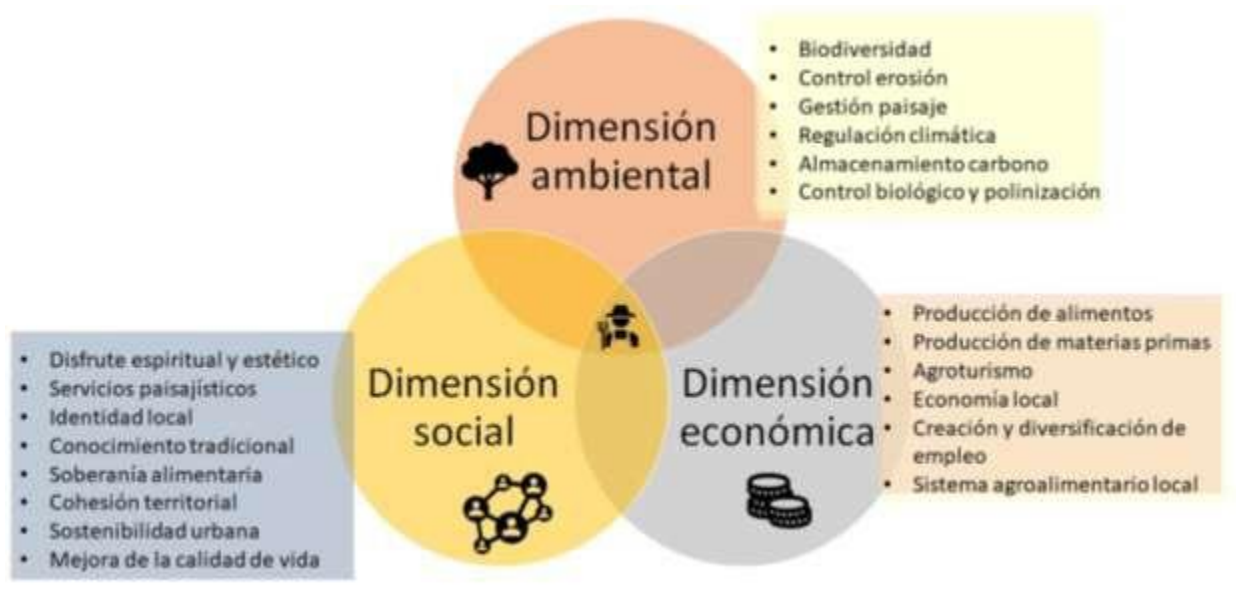 Dimensión
ambiental
• Biodiversidad
• Control erosión
• Gestión paisaje
• Regulación climática
• Almacenamiento carbono
• Control biológico y polinización
Dimensión
social
• Disfrute espiritual y estético
• Servicios paisajísticos
• Identidad local
• Conocimiento tradicional
• Soberanía alimentaria
• Cohesión territorial
• Sostenibilidad urbana
• Mejora de la calidad de vida
Dimensión
económica
• Producción de alimentos
• Producción de materias primas
• Agroturismo
• Economía local
• Creación y diversificación de
empleo
• Sistema agroalimentario local